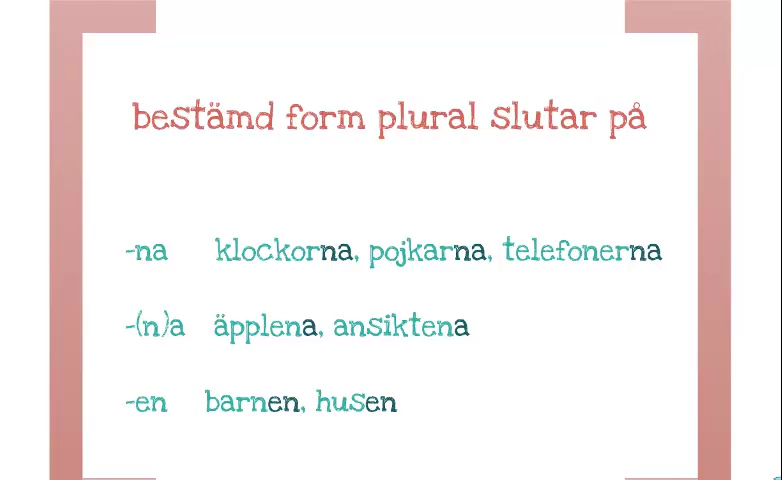 bestämd form plural slutar på
-na klockorna, pojkarna, telefonerna
-(n)a äpplena, ansiktena
-en barnen, husen